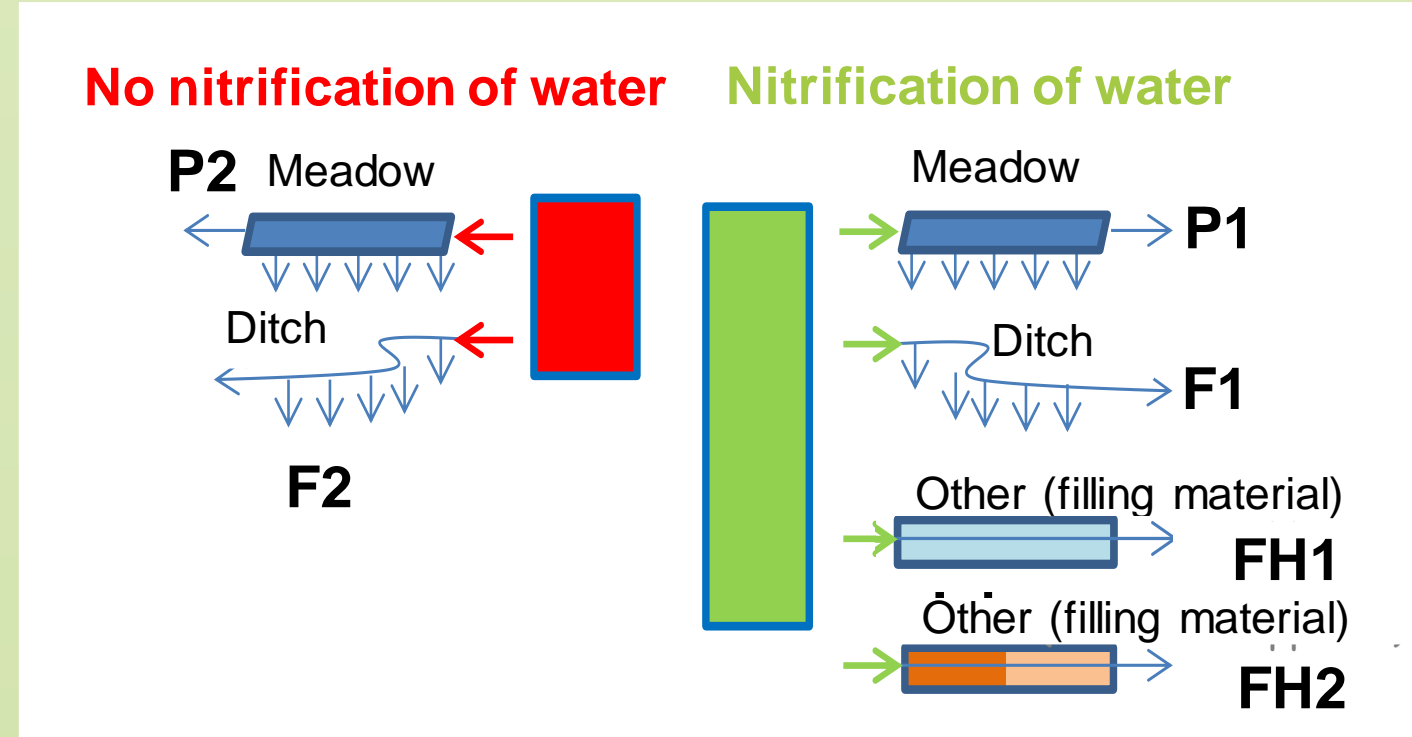 No nitrification of water
P2 Meadow
Ditch
F2
Nitrification of water
Meadow
P1
Ditch
F1
Other (filling material)
FH1
Other (filling material)
FH2